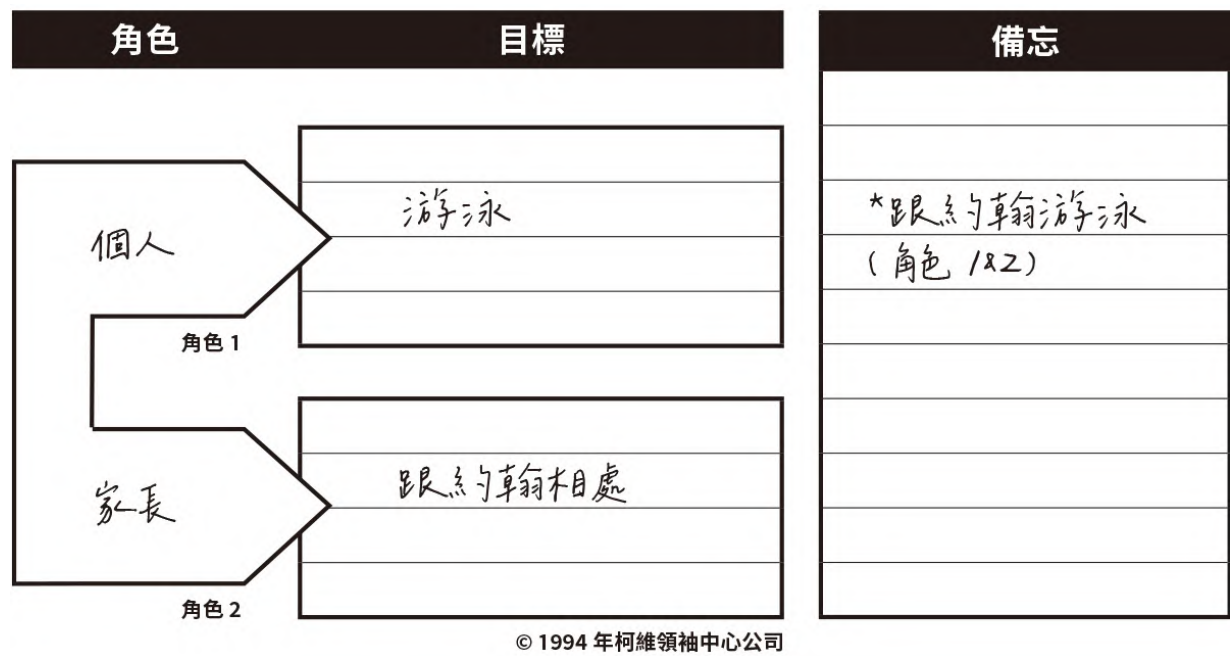 角色
目標
備忘
個人
角色 1
游泳
家長
角色 2
跟約翰相處
*跟約翰游泳
(角色 1&2)
© 1994 年柯維領袖中心公司